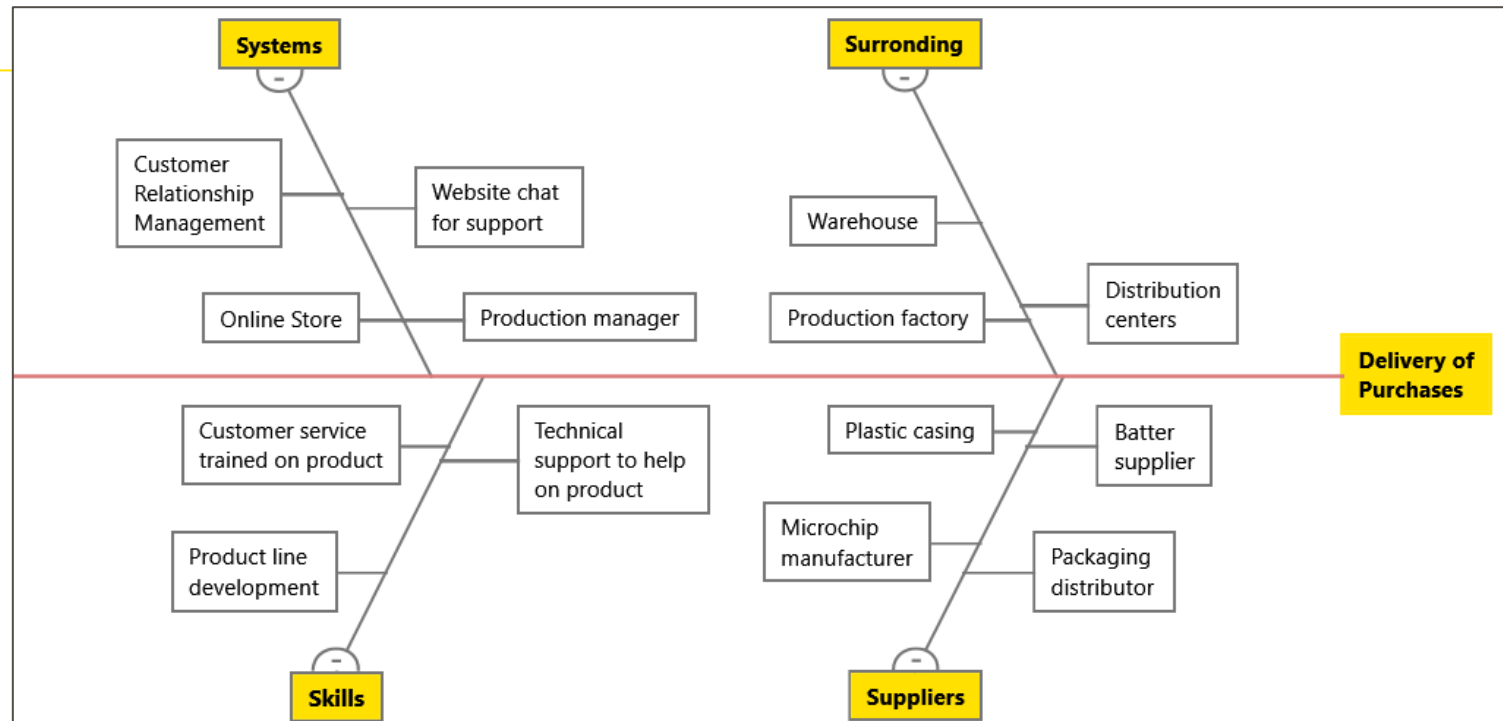 Systems
Customer
Relationship
Management
Website chat
for support
Online Store
Production manager
Surronding
Warehouse
Production factory
Distribution
centers
Delivery of
Purchases
Customer service
trained on product
Technical
support to help
on product
Product line
development
Skills
Plastic casing
Batter
supplier
Microchip
manufacturer
Packaging
distributor
Suppliers